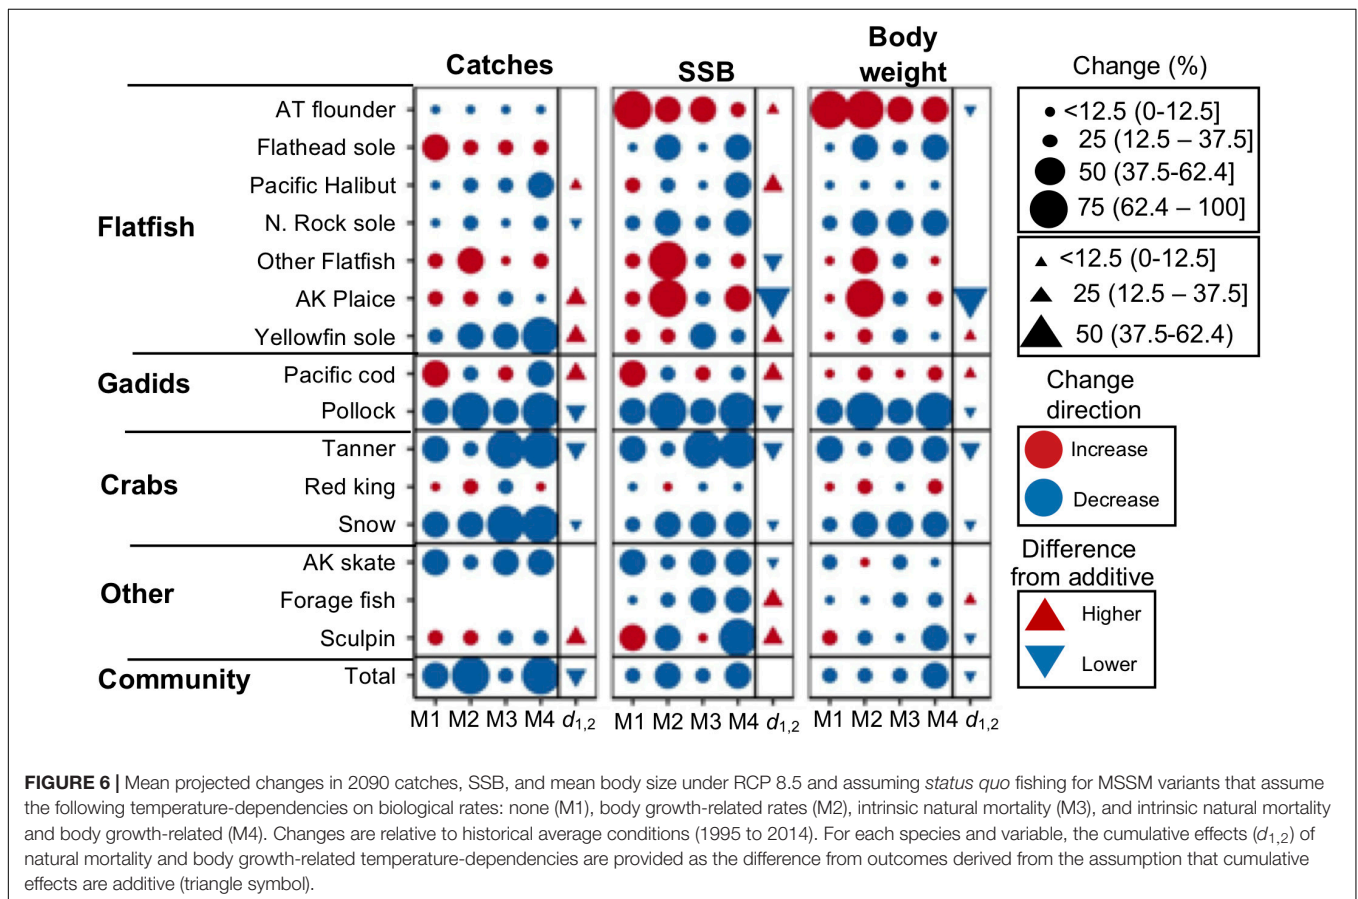 Catches
SSB
Body
weight
Change (%)
AT flounder
<12.5 (0-12.5]
Flathead sole
25 (12.5 – 37.5]
Pacific Halibut
50 (37.5-62.4]
75 (62.4 – 100]
Flatfish
N. Rock sole
Other Flatfish
<12.5 (0-12.5]
AK Plaice
25 (12.5 – 37.5]
Yellowfin sole
50 (37.5-62.4)
Gadids
Pacific cod
Change
direction
Pollock
Tanner
Increase
Crabs
Red king
Decrease
Snow
AK skate
Difference
from additive
Other
Forage fish
Higher
Sculpin
Lower
Community
Total
M1 M2 M3 M4 d1,2 M1 M2 M3 M4 d1,2 M1 M2 M3 M4 d1,2
FIGURE 6 | Mean projected changes in 2090 catches, SSB, and mean body size under RCP 8.5 and assuming status quo fishing for MSSM variants that assume
the following temperature-dependencies on biological rates: none (M1), body growth-related rates (M2), intrinsic natural mortality (M3), and intrinsic natural mortality
and body growth-related (M4). Changes are relative to historical average conditions (1995 to 2014). For each species and variable, the cumulative effects (d1,2) of
natural mortality and body growth-related temperature-dependencies are provided as the difference from outcomes derived from the assumption that cumulative
effects are additive (triangle symbol).